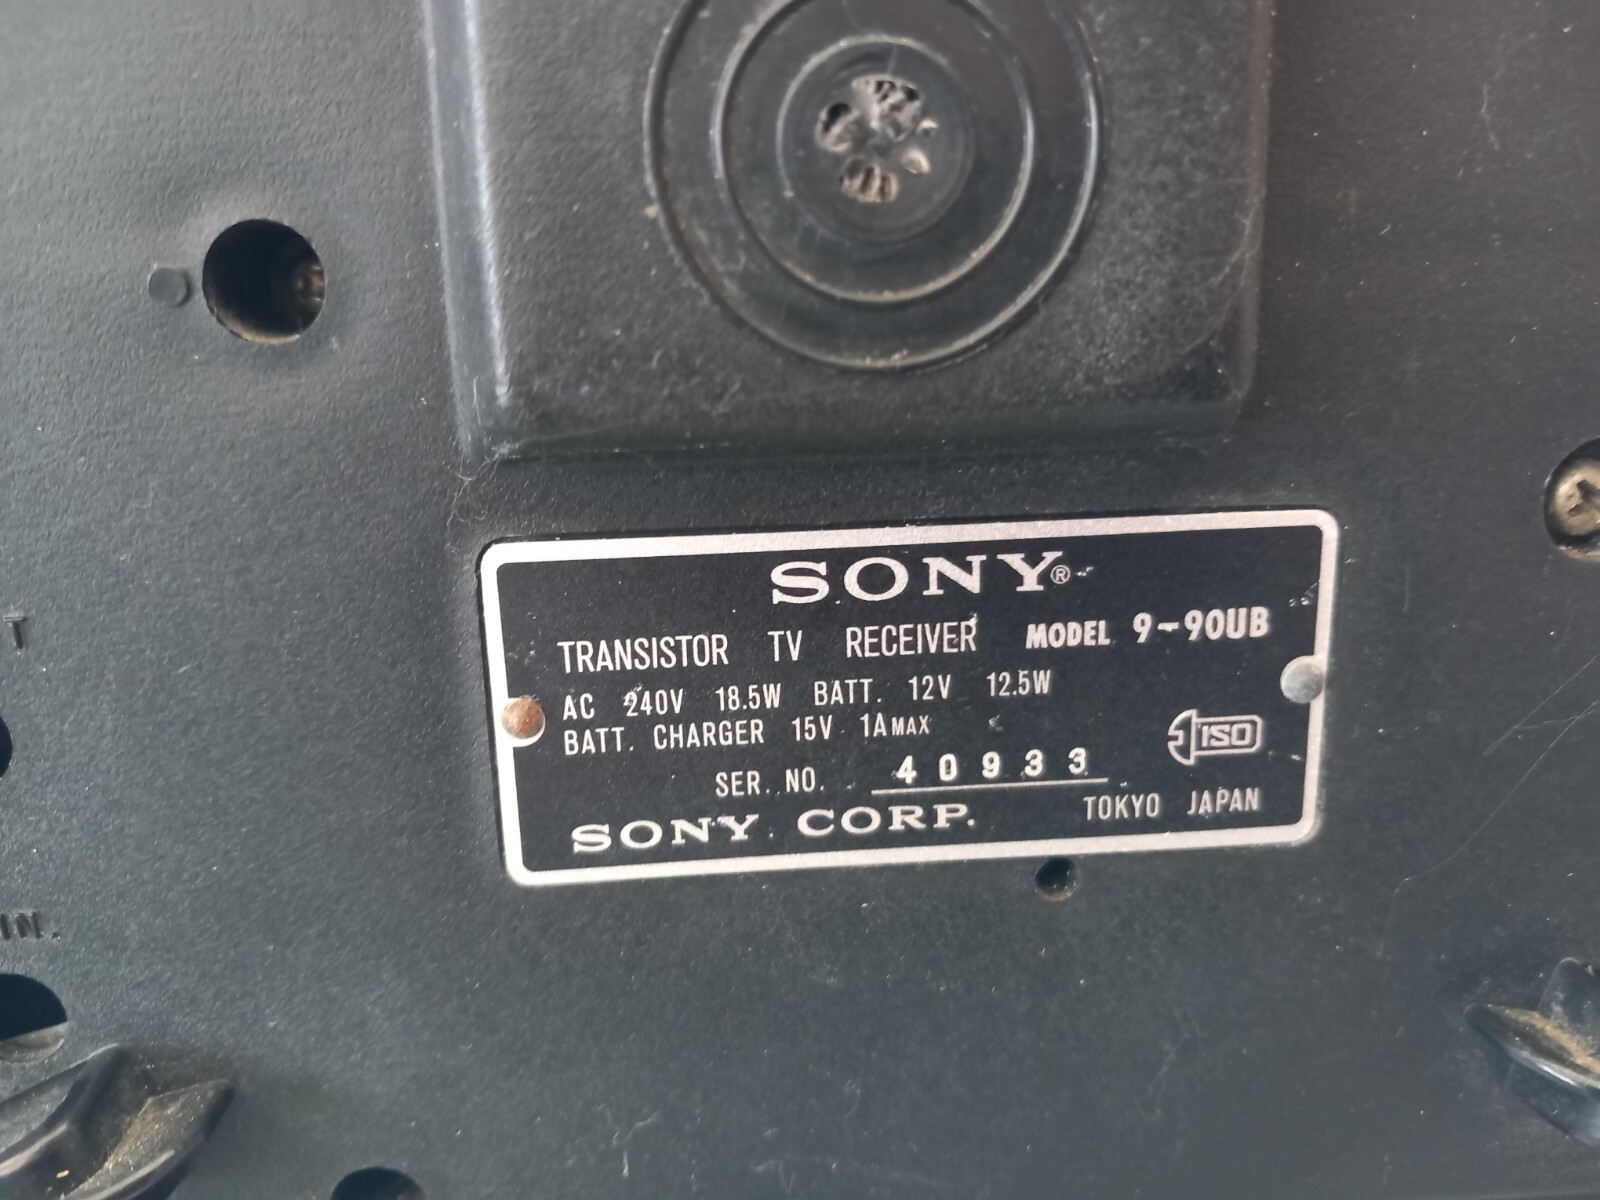 SONY®
TRANSISTOR TV RECEIVER MODEL 9-90UB
AC 240V 18.5W BATT. 12V 12.5W
BATT. CHARGER 15V 1A MAX
ISO
SER. NO. 40933
SONY CORP. TOKYO JAPAN
T
IN.